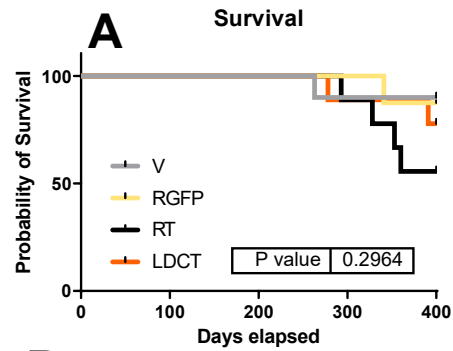 A
Survival
Probability of Survival
100
50
0
V
RGFP
RT
LDCT
P value 0.2964
0 100 200 300 400
Days elapsed